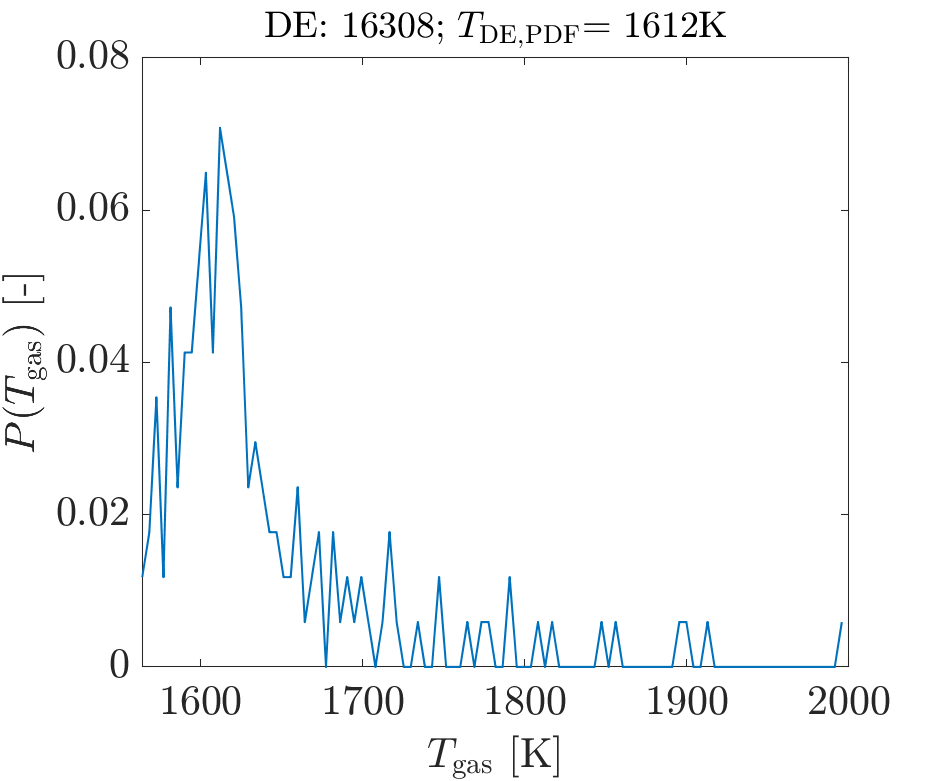 DE: 16308; T_DE,PDF= 1612K
0.08
0.06
0.04
0.02
0
P(T_gas) [-]
1600 1700 1800 1900 2000
T_gas [K]